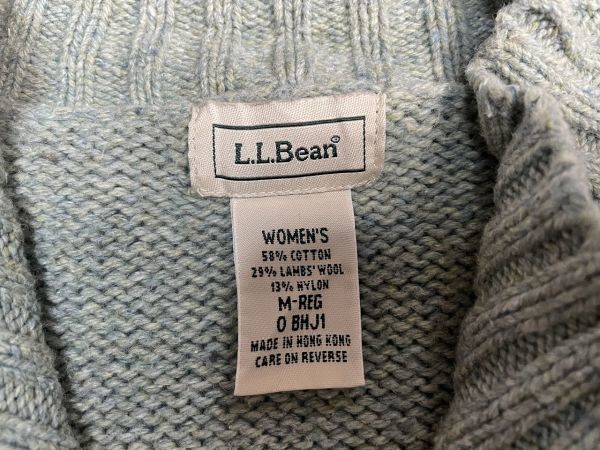 L.L.Bean®
WOMEN'S
58% COTTON
29% LAMBS' WOOL
13% NYLON
M-REG
0 BHJ1
MADE IN HONG KONG
CARE ON REVERSE